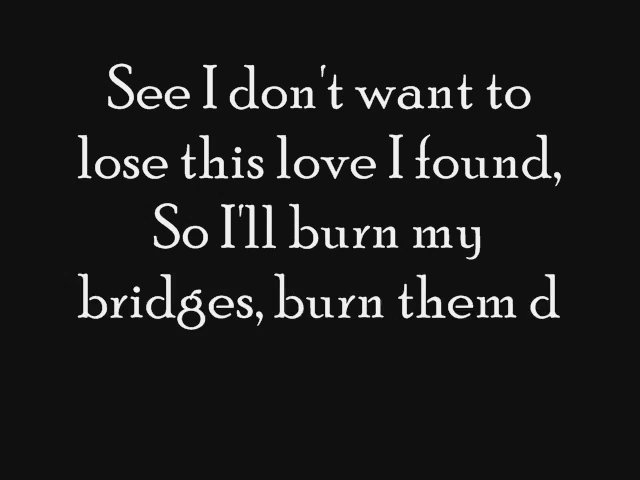 See I don't want to
lose this love I found,
So I'll burn my
bridges, burn them d